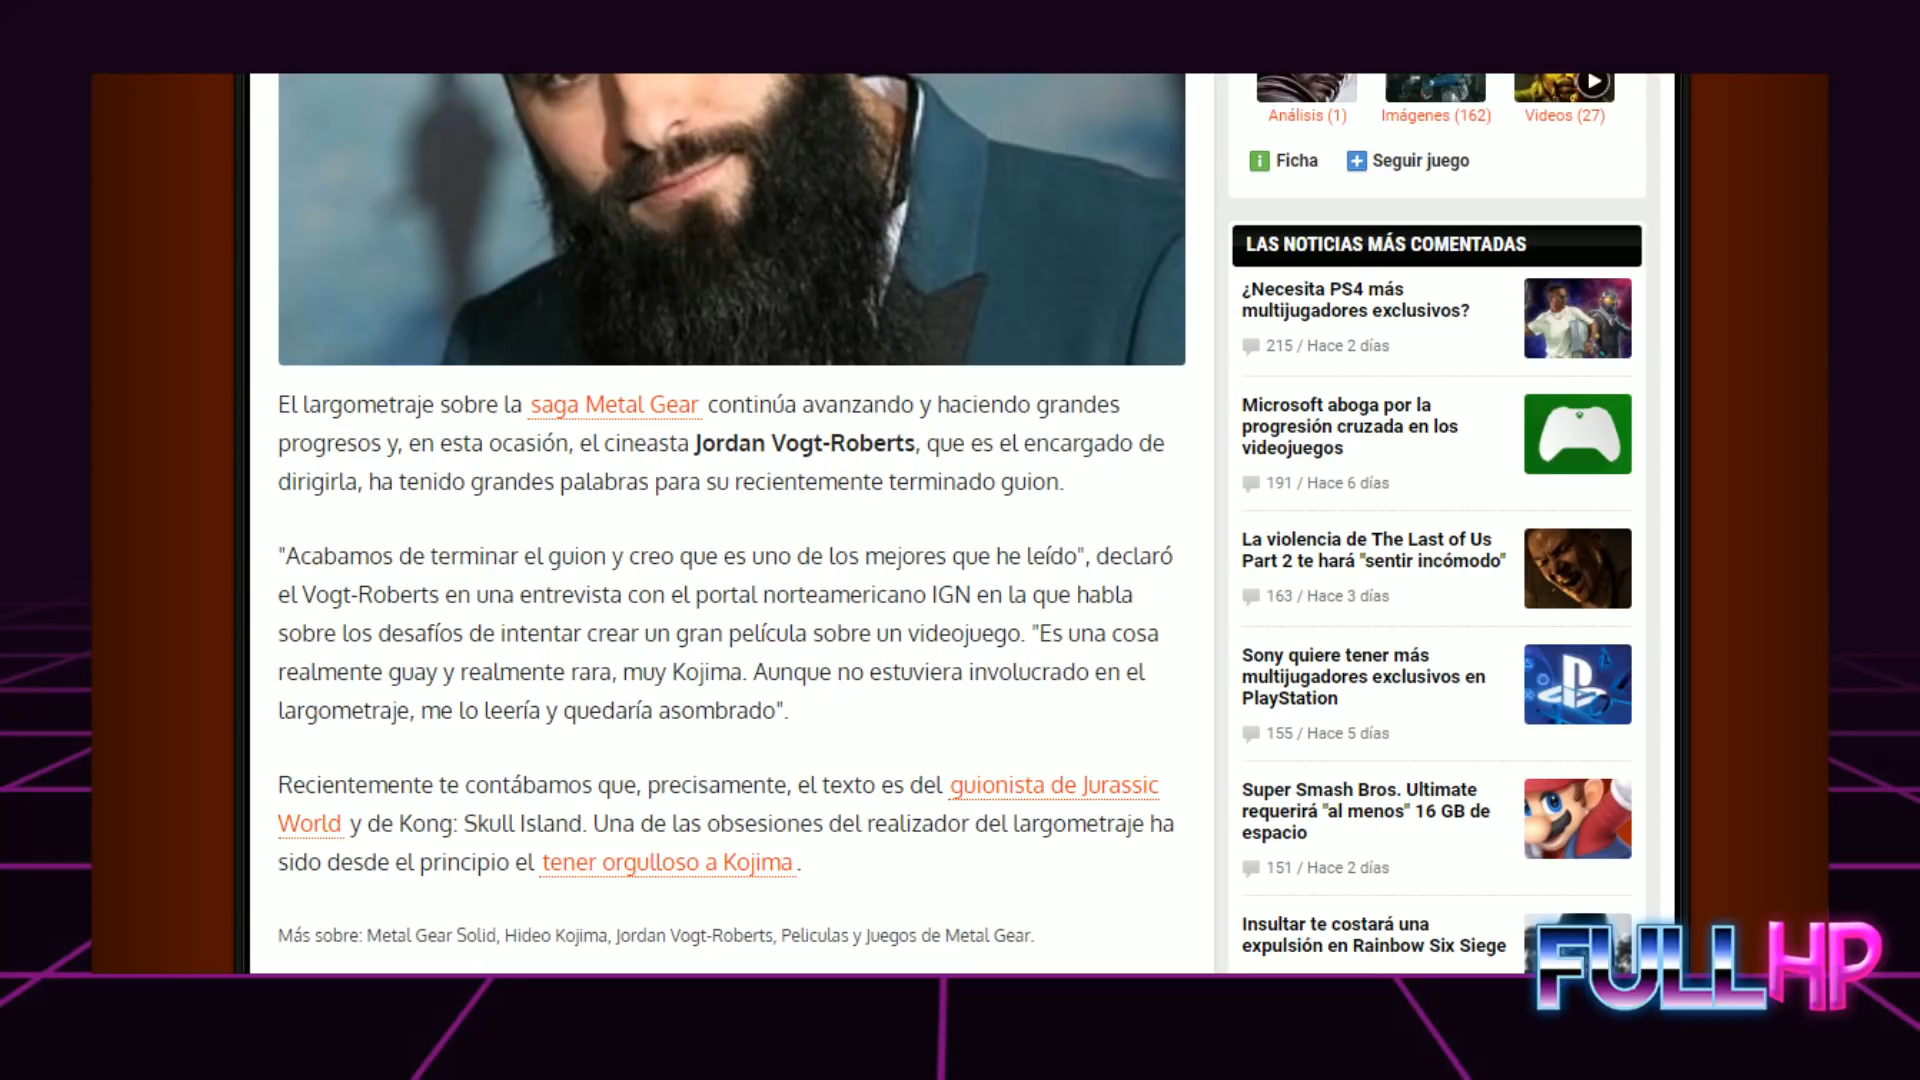 Análisis (1)
Imágenes (162)
Videos (27)
Ficha
Seguir juego
El largometraje sobre la saga Metal Gear continúa avanzando y haciendo grandes
progresos y, en esta ocasión, el cineasta Jordan Vogt-Roberts, que es el encargado de
dirigirla, ha tenido grandes palabras para su recientemente terminado guion.
"Acabamos de terminar el guion y creo que es uno de los mejores que he leído", declaró
el Vogt-Roberts en una entrevista con el portal norteamericano IGN en la que habla
sobre los desafíos de intentar crear un gran película sobre un videojuego. "Es una cosa
realmente guay y realmente rara, muy Kojima. Aunque no estuviera involucrado en el
largometraje, me lo leería y quedaría asombrado".
Recientemente te contábamos que, precisamente, el texto es del guionista de Jurassic
World y de Kong: Skull Island. Una de las obsesiones del realizador del largometraje ha
sido desde el principio el tener orgulloso a Kojima.
Más sobre: Metal Gear Solid, Hideo Kojima, Jordan Vogt-Roberts, Peliculas y Juegos de Metal Gear.
LAS NOTICIAS MÁS COMENTADAS
¿Necesita PS4 más
multijugadores exclusivos?
215 / Hace 2 días
Microsoft aboga por la
progresión cruzada en los
videojuegos
191 / Hace 6 días
La violencia de The Last of Us
Part 2 te hará "sentir incómodo"
163 / Hace 3 días
Sony quiere tener más
multijugadores exclusivos en
PlayStation
155 / Hace 5 días
Super Smash Bros. Ultimate
requerirá "al menos" 16 GB de
espacio
151 / Hace 2 días
Insultar te costará una
expulsión en Rainbow Six Siege
FULL HP